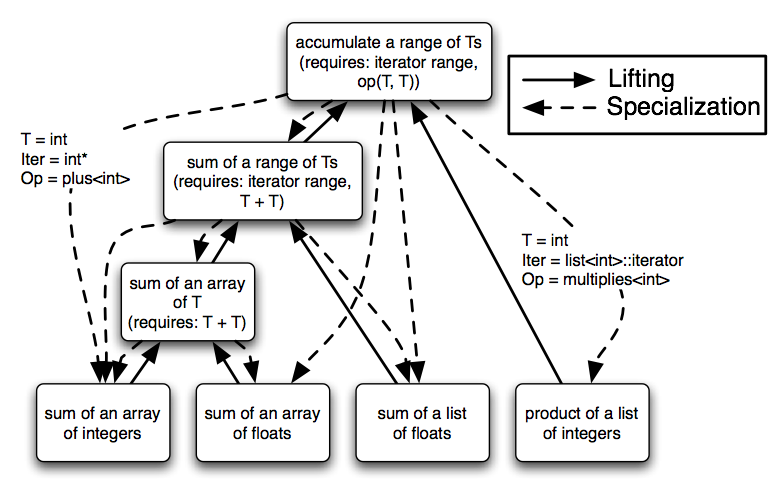 accumulate a range of Ts
(requires: iterator range,
op(T, T))
Lifting
Specialization
T = int
Iter = int*
Op = plus<int>
sum of a range of Ts
(requires: iterator range,
T + T)
T = int
Iter = list<int>::iterator
Op = multiplies<int>
sum of an array
of T
(requires: T + T)
sum of an array
of integers
sum of an array
of floats
sum of a list
of floats
product of a list
of integers